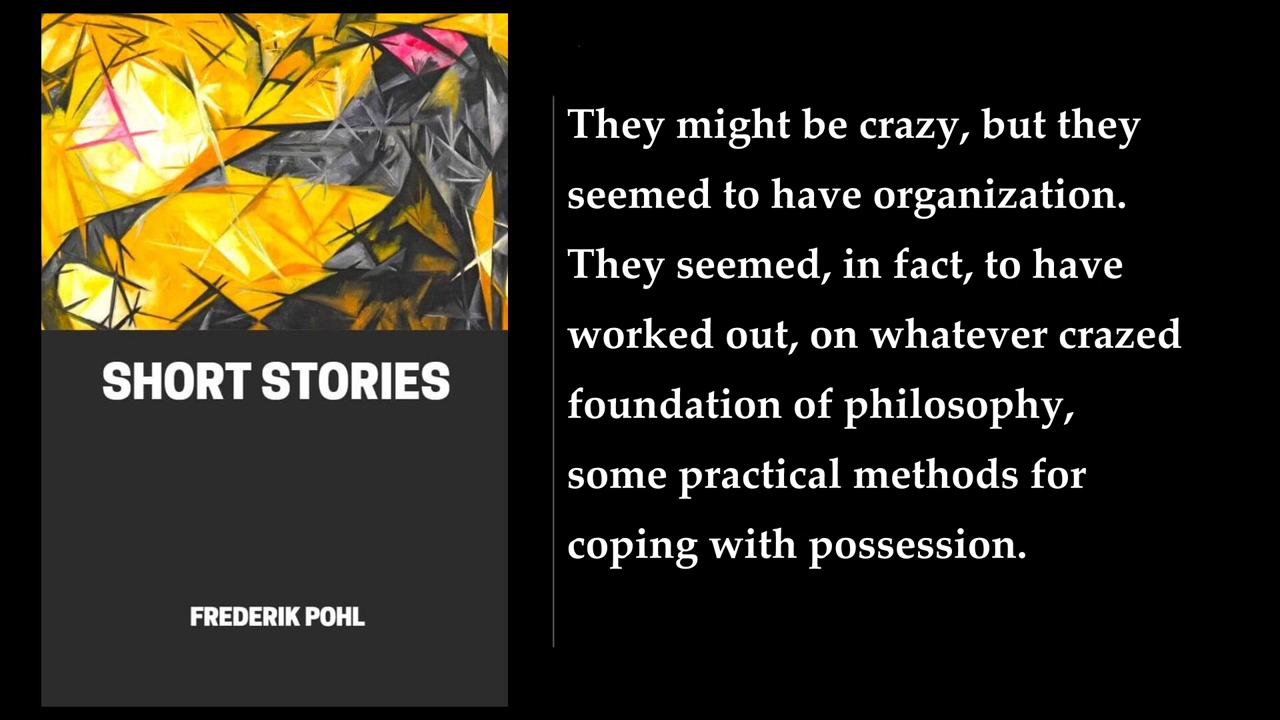 SHORT STORIES
FREDERIK POHL
They might be crazy, but they
seemed to have organization.
They seemed, in fact, to have
worked out, on whatever crazed
foundation of philosophy,
some practical methods for
coping with possession.